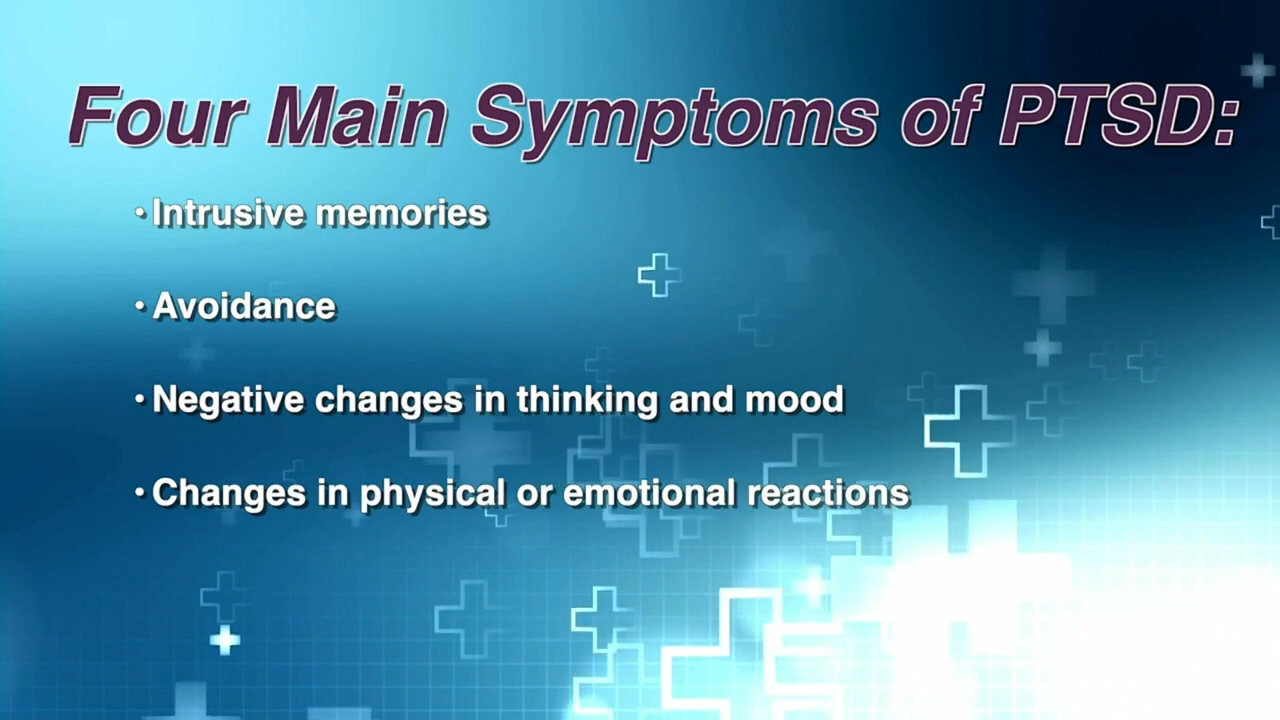 Four Main Symptoms of PTSD:
• Intrusive memories
• Avoidance
• Negative changes in thinking and mood
• Changes in physical or emotional reactions